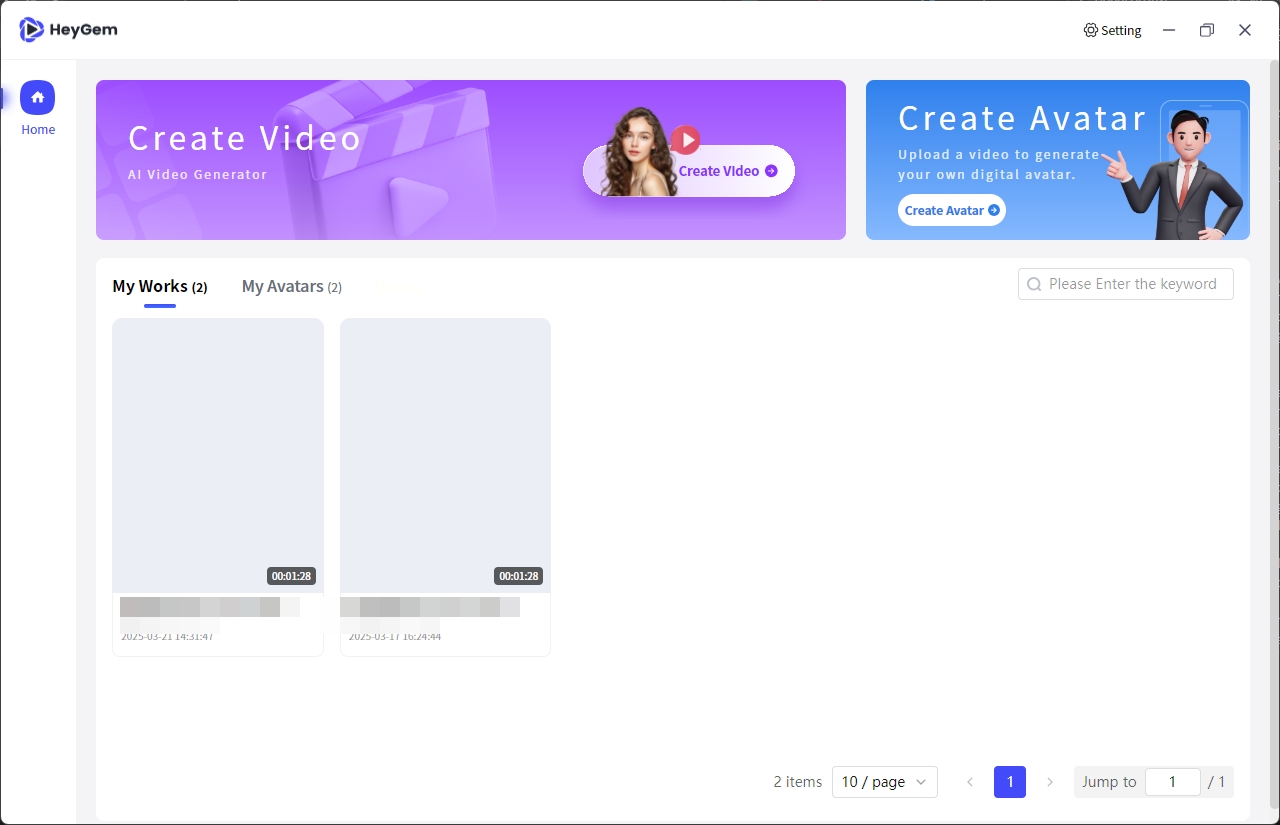 HeyGem
Setting
Home
Create Video
AI Video Generator
Create VIdeo
Create Avatar
Upload a video to generate
your own digital avatar.
Create Avatar
My Works (2)
My Avatars (2)
Please Enter the keyword
00:01:28
00:01:28
2025-03-21 14:31:47
2025-03-17 16:24:44
2 items
10 / page
1
Jump to 1 / 1